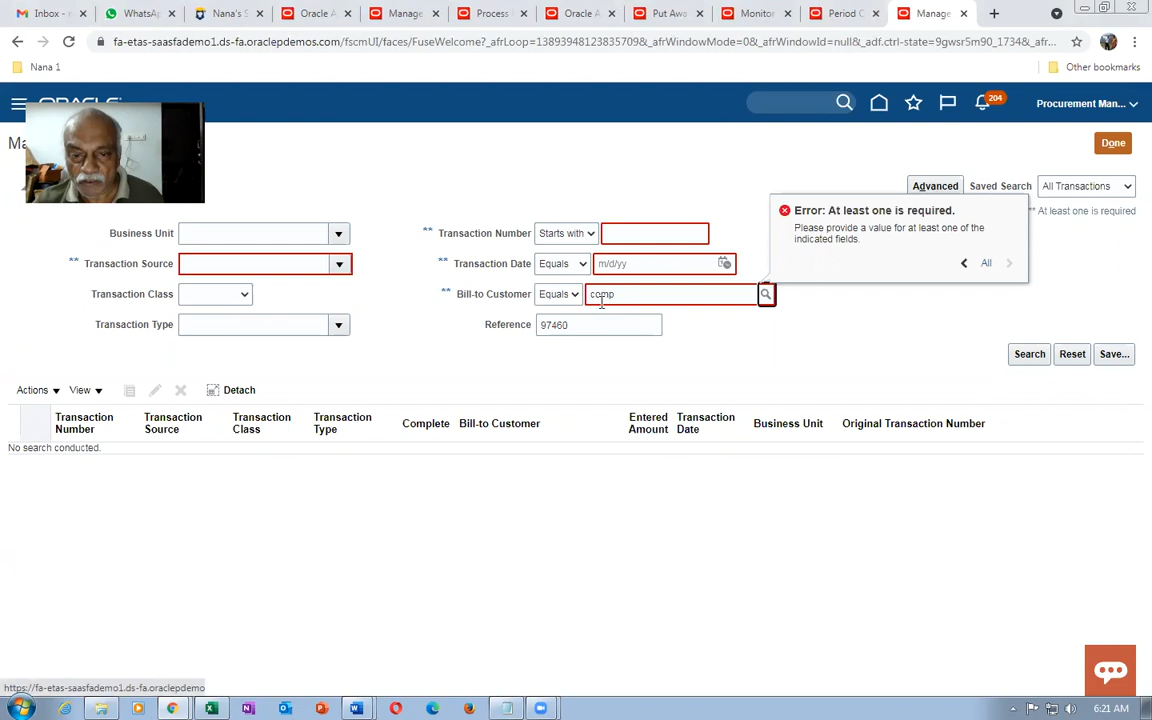 Inbox - n
WhatsAp
Nana's S
Oracle A
Manage
Process
Oracle A
Put Awa
Monitor
Period C
Manage
fa-etas-saasfademo1.ds-fa.oraclepdemos.com/fscmUI/faces/FuseWelcome?_afrLoop=13893948123835709&_afrWindowMode=0&_afrWindowId=null&_adf.ctrl-state=9gwsr5m90_1734&_afr...
Nana 1
Other bookmarks
204
Procurement Man...
Ma
Done
Advanced
Saved Search
All Transactions
** At least one is required
Error: At least one is required.
Please provide a value for at least one of the
indicated fields.
All
Business Unit
** Transaction Number
Starts with
** Transaction Source
** Transaction Date
Equals
m/d/yy
Transaction Class
** Bill-to Customer
Equals
comp
Transaction Type
Reference
97460
Search
Reset
Save...
Actions
View
Detach
Transaction Number
Transaction Source
Transaction Class
Transaction Type
Complete
Bill-to Customer
Entered Amount
Transaction Date
Business Unit
Original Transaction Number
No search conducted.
https://fa-etas-saasfademo1.ds-fa.oraclepdemo
6:21 AM